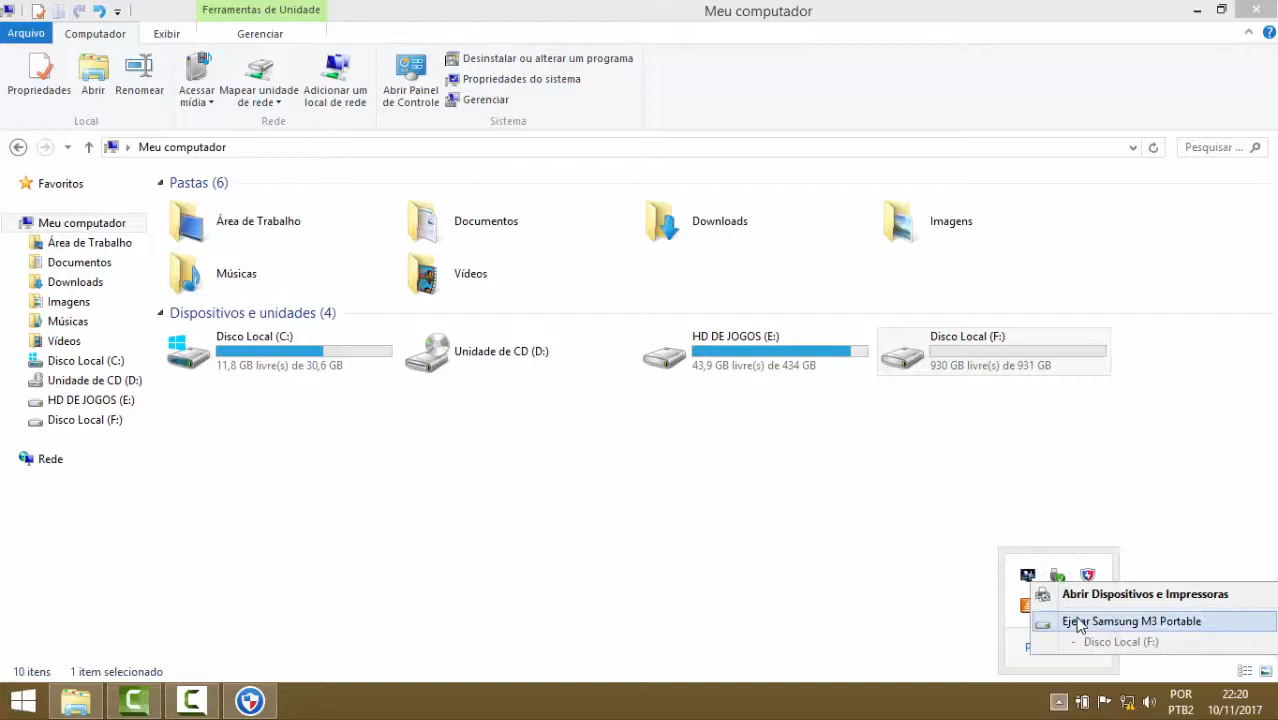 Ferramentas de Unidade
Meu computador
Arquivo
Computador
Exibir
Gerenciar
Propriedades
Abrir
Renomear
Acessar
mídia
Mapear unidade
de rede
Adicionar um
local de rede
Abrir Painel
de Controle
Desinstalar ou alterar um programa
Propriedades do sistema
Gerenciar
Local
Rede
Sistema
Meu computador
Pesquisar ...
Favoritos
Meu computador
Área de Trabalho
Documentos
Downloads
Imagens
Músicas
Vídeos
Disco Local (C:)
Unidade de CD (D:)
HD DE JOGOS (E:)
Disco Local (F:)
Rede
Pastas (6)
Área de Trabalho
Documentos
Downloads
Imagens
Músicas
Vídeos
Dispositivos e unidades (4)
Disco Local (C:)
11,8 GB livre(s) de 30,6 GB
Unidade de CD (D:)
HD DE JOGOS (E:)
43,9 GB livre(s) de 434 GB
Disco Local (F:)
930 GB livre(s) de 931 GB
Abrir Dispositivos e Impressoras
Ejetar Samsung M3 Portable
- Disco Local (F:)
10 itens
1 item selecionado
POR
PTB2
22:20
10/11/2017